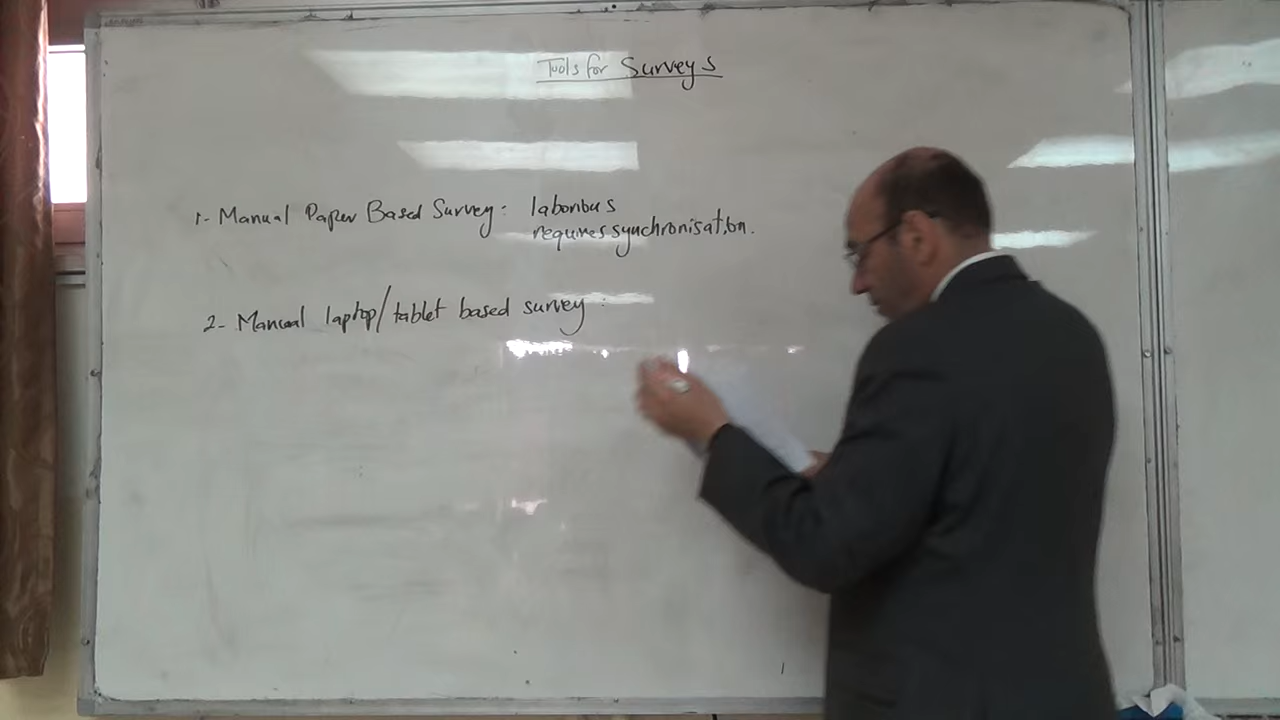 Tools for Surveys
1- Manual Paper Based Survey: laborious
requires synchronisation.
2- Manual laptop/tablet based survey: